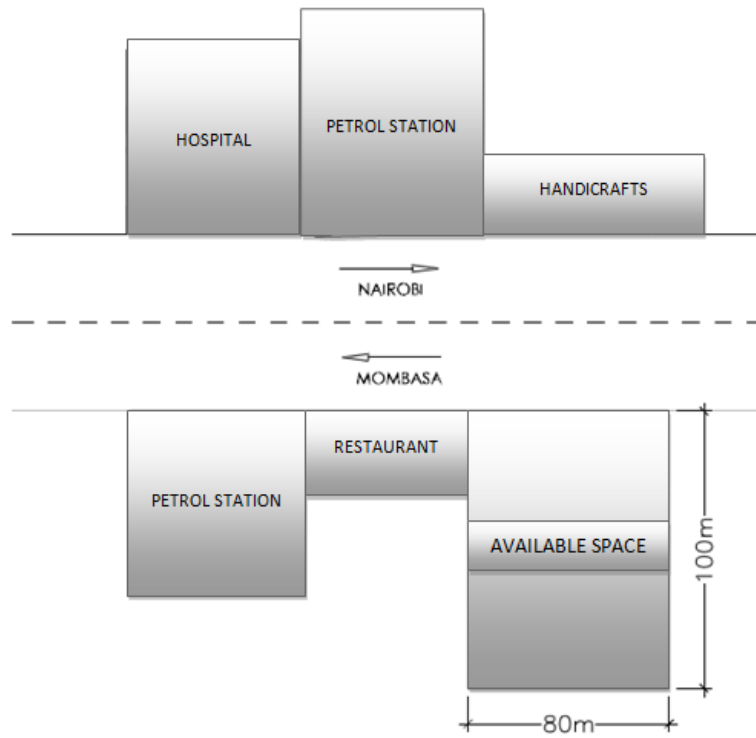 HOSPITAL
PETROL STATION
HANDICRAFTS
NAIROBI
MOMBASA
PETROL STATION
RESTAURANT
AVAILABLE SPACE
100m
80m